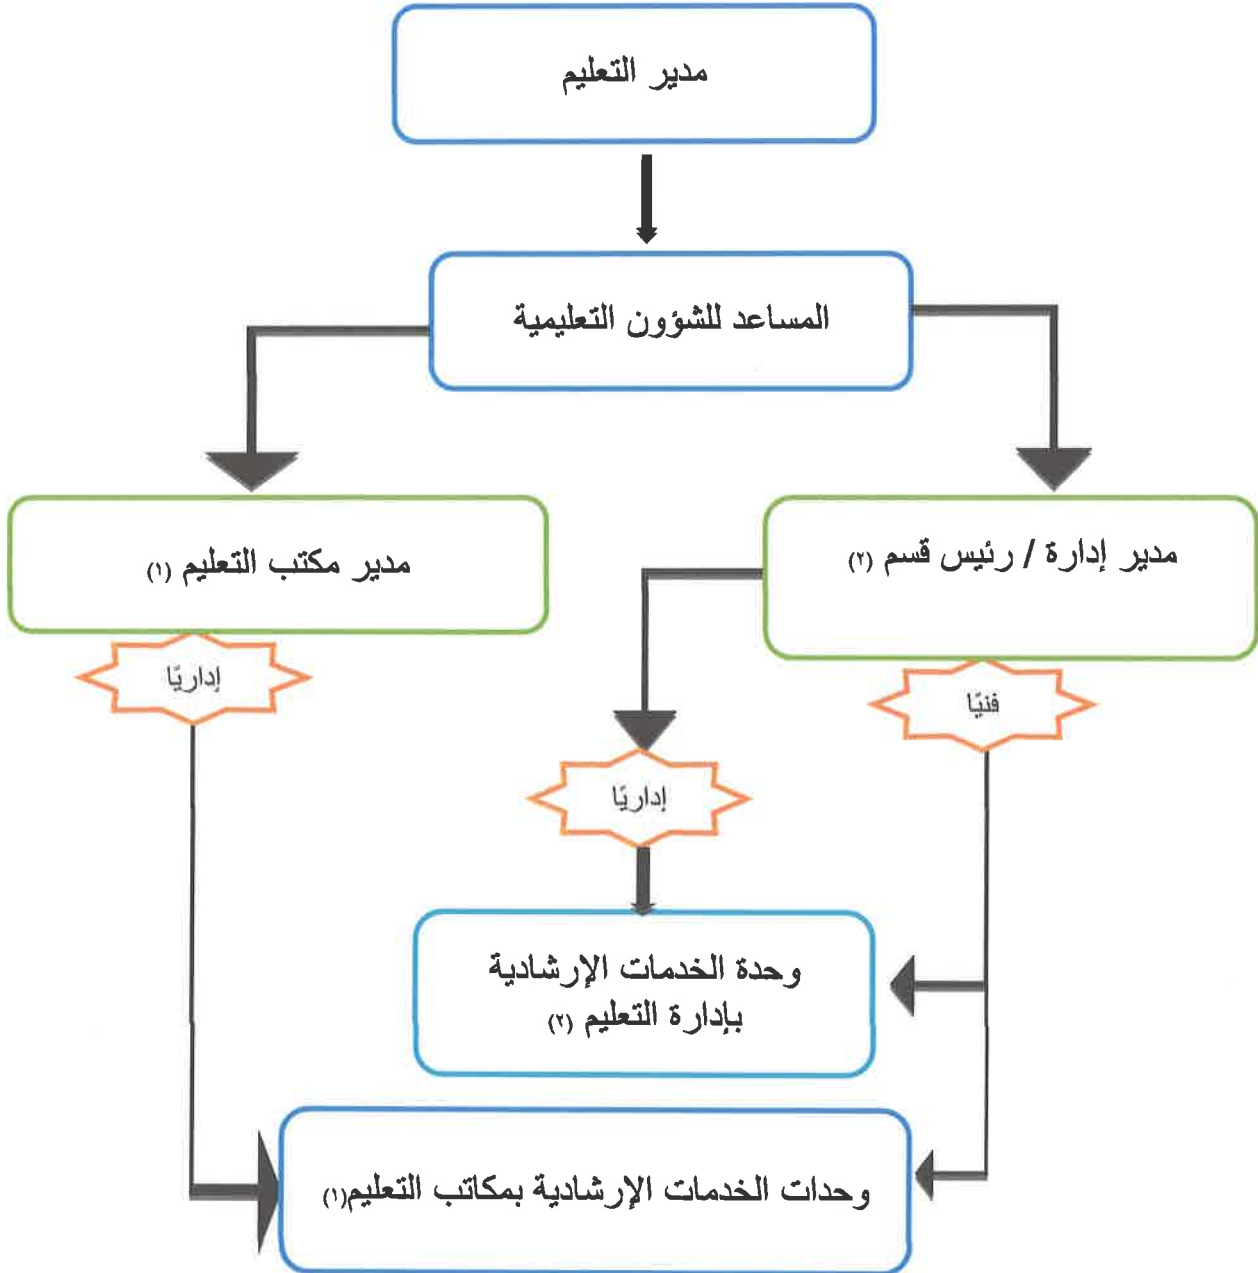 مدير التعليم
المساعد للشؤون التعليمية
مدير إدارة / رئيس قسم (٢)
مدير مكتب التعليم (١)
إداريًا
فنيًا
إداريًا
وحدة الخدمات الإرشادية
بإدارة التعليم (٢)
وحدات الخدمات الإرشادية بمكاتب التعليم(١)